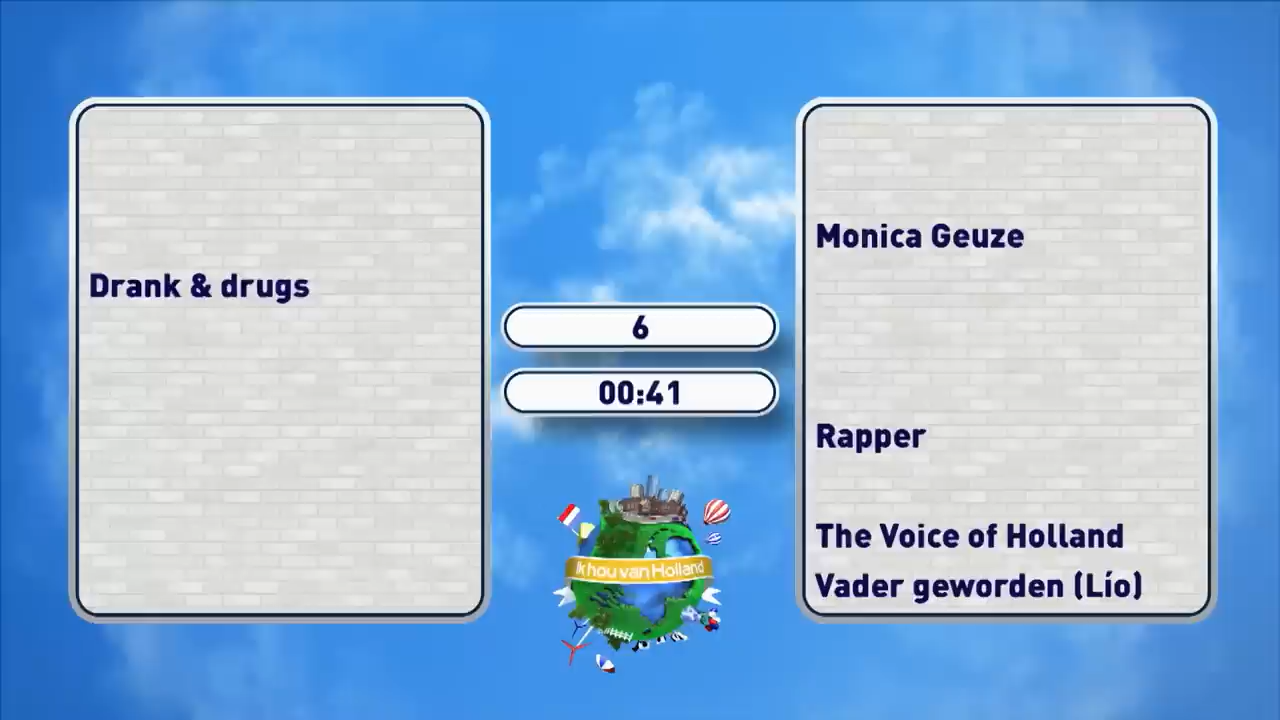 Drank & drugs
6
00:41
Ik hou van Holland
Monica Geuze
Rapper
The Voice of Holland
Vader geworden (Lío)